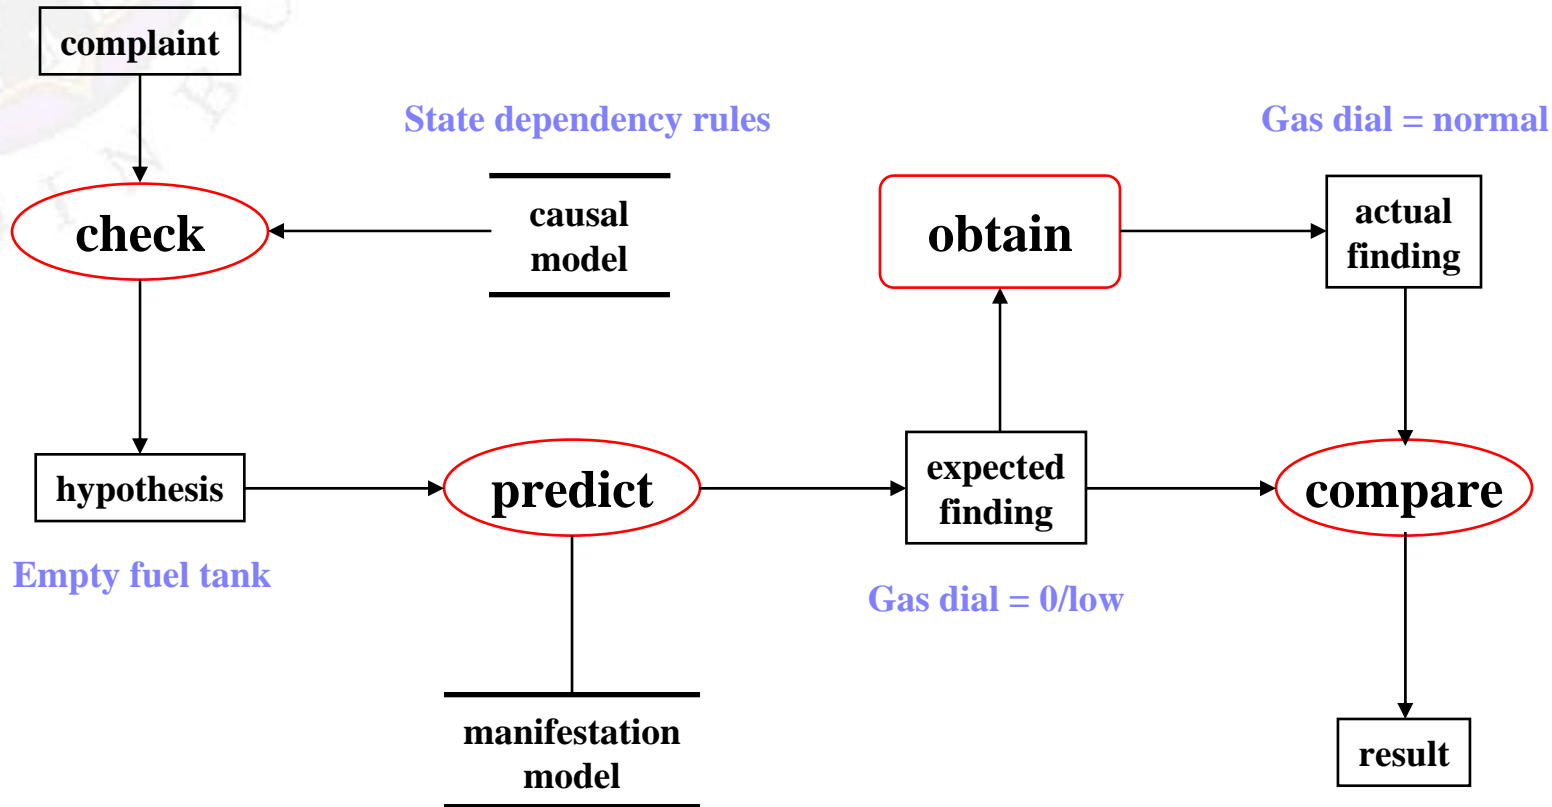 complaint
State dependency rules
Gas dial = normal
check
causal
model
obtain
actual
finding
hypothesis
predict
expected
finding
compare
Empty fuel tank
Gas dial = 0/low
manifestation
model
result